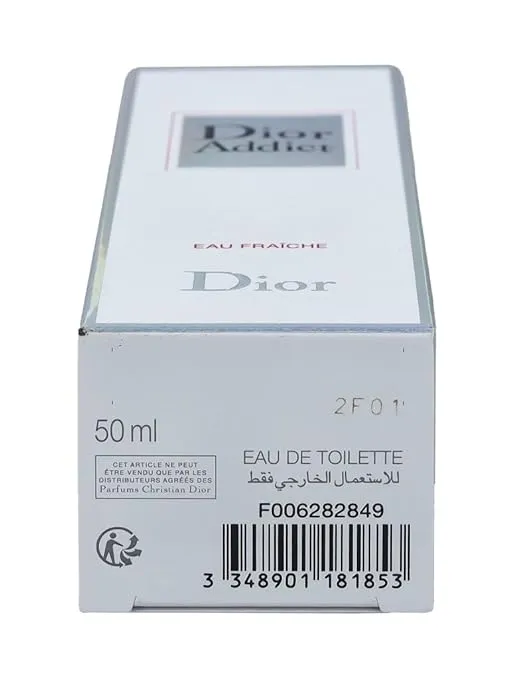 Dior
Addict
EAU FRAÎCHE
Dior
2F01
50 ml
CET ARTICLE NE PEUT
ÊTRE VENDU QUE PAR LES
DISTRIBUTEURS AGRÉÉS DES
Parfums Christian Dior
EAU DE TOILETTE
للاستعمال الخارجي فقط
F006282849
3 348901 181853